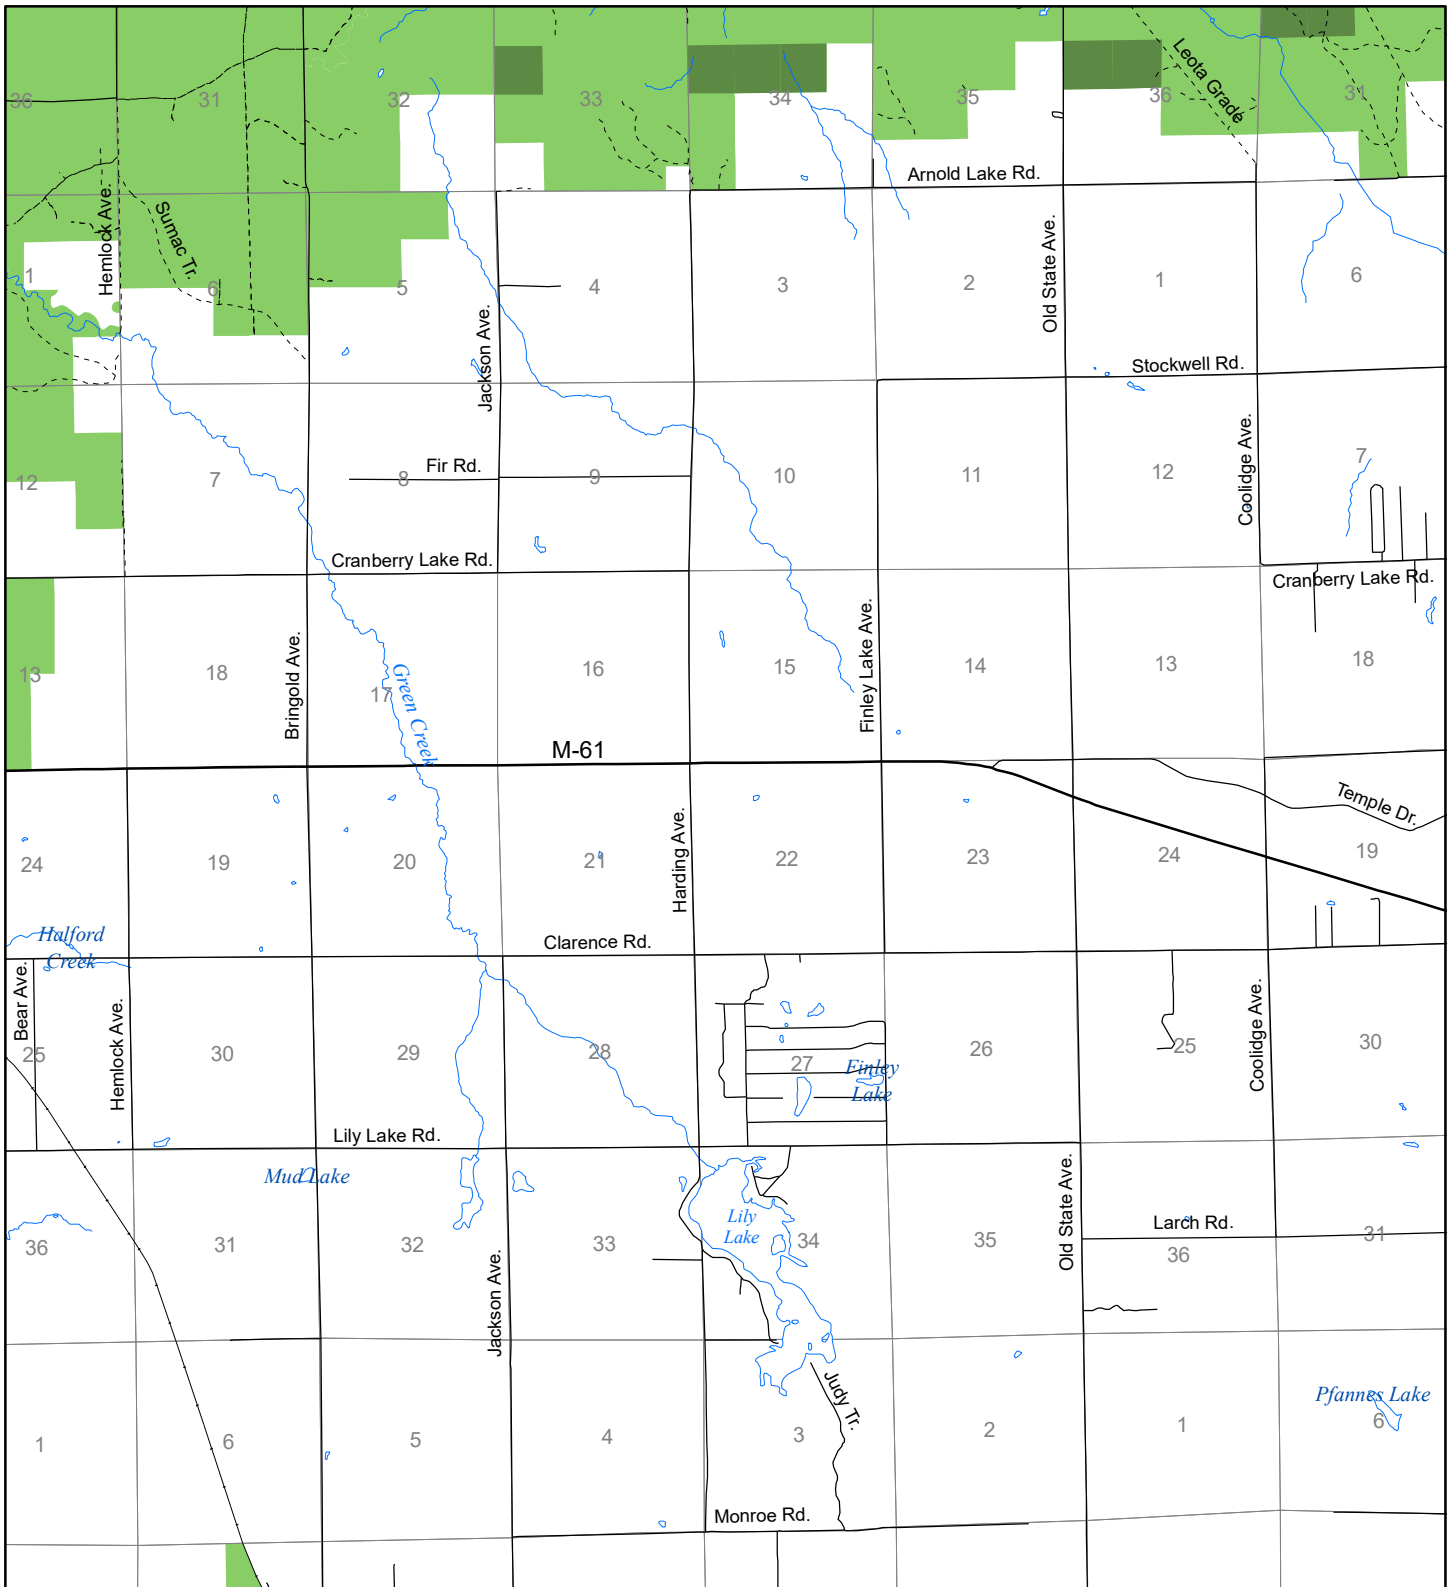 36
31
32
33
34
35
36
31
Leota Grade
Arnold Lake Rd.
Hemlock Ave.
Sumac Tr.
Old State Ave.
1
6
5
4
3
2
1
6
Jackson Ave.
Stockwell Rd.
Coolidge Ave.
12
7
Fir Rd.
8
9
10
11
12
7
Cranberry Lake Rd.
Cranberry Lake Rd.
Bringold Ave.
Finley Lake Ave.
13
18
17
Green Creek
16
15
14
13
18
M-61
Temple Dr.
Harding Ave.
24
19
20
21
22
23
24
19
Halford
Creek
Clarence Rd.
Bear Ave.
Hemlock Ave.
Coolidge Ave.
25
30
29
28
27
Finley
Lake
26
25
30
Lily Lake Rd.
Mud Lake
Old State Ave.
Lily
Lake
Larch Rd.
36
31
32
33
34
35
36
31
Jackson Ave.
Judy Tr.
Pfannes Lake
1
6
5
4
3
2
1
6
Monroe Rd.